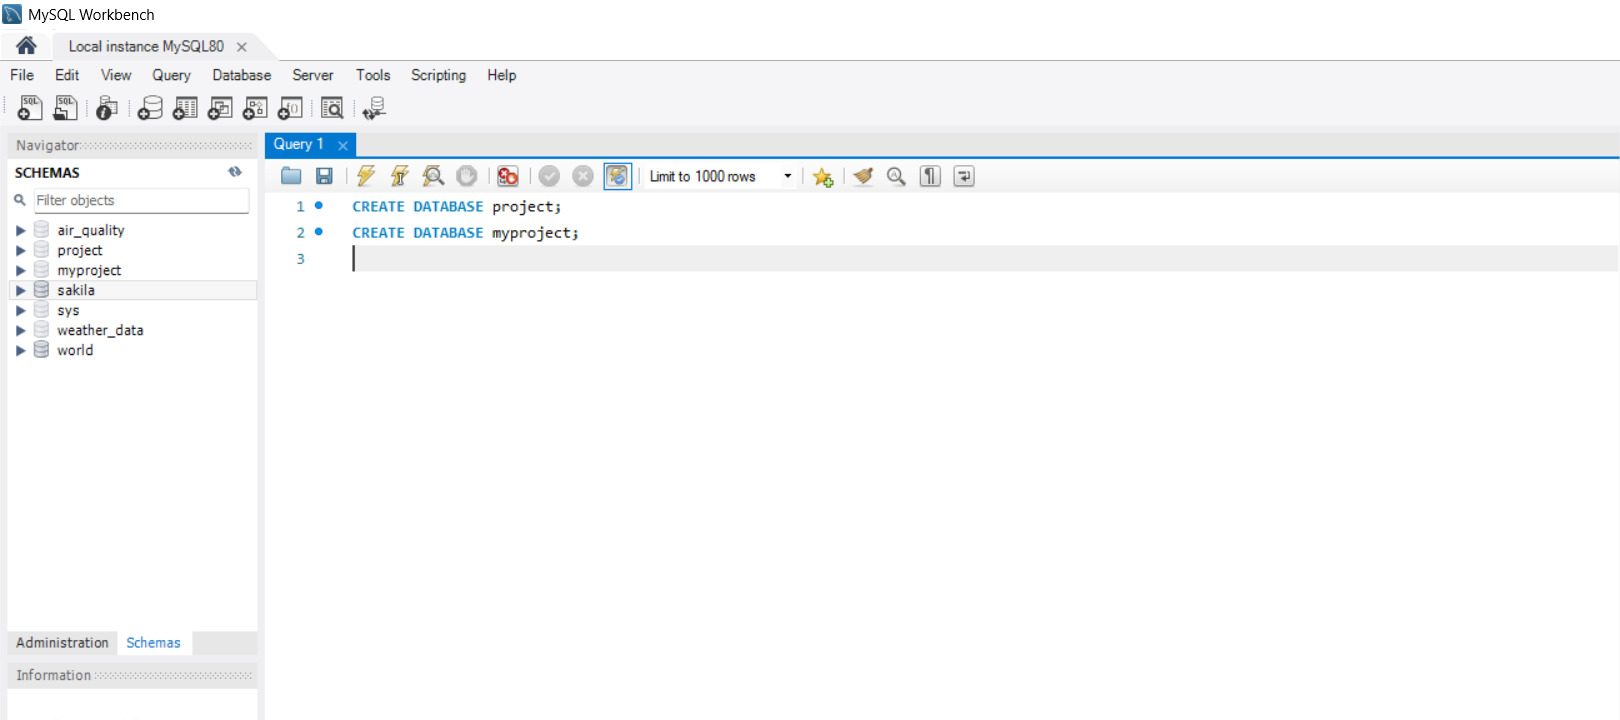 MySQL Workbench
Local instance MySQL80
File Edit View Query Database Server Tools Scripting Help
SQL SQL
Navigator
Query 1
SCHEMAS
Limit to 1000 rows
Filter objects
1 CREATE DATABASE project;
2 CREATE DATABASE myproject;
3
air_quality
project
myproject
sakila
sys
weather_data
world
Administration Schemas
Information